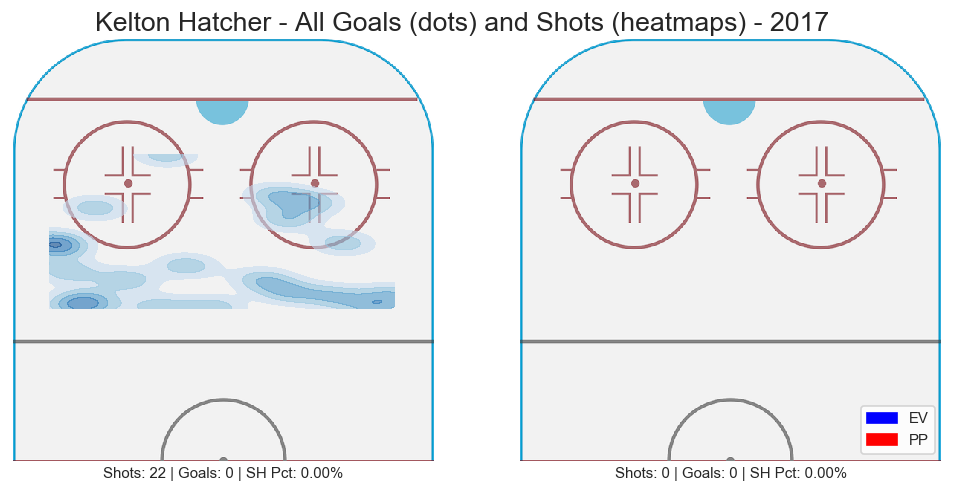 Kelton Hatcher - All Goals (dots) and Shots (heatmaps) - 2017
EV
PP
Shots: 22 | Goals: 0 | SH Pct: 0.00%
Shots: 0 | Goals: 0 | SH Pct: 0.00%